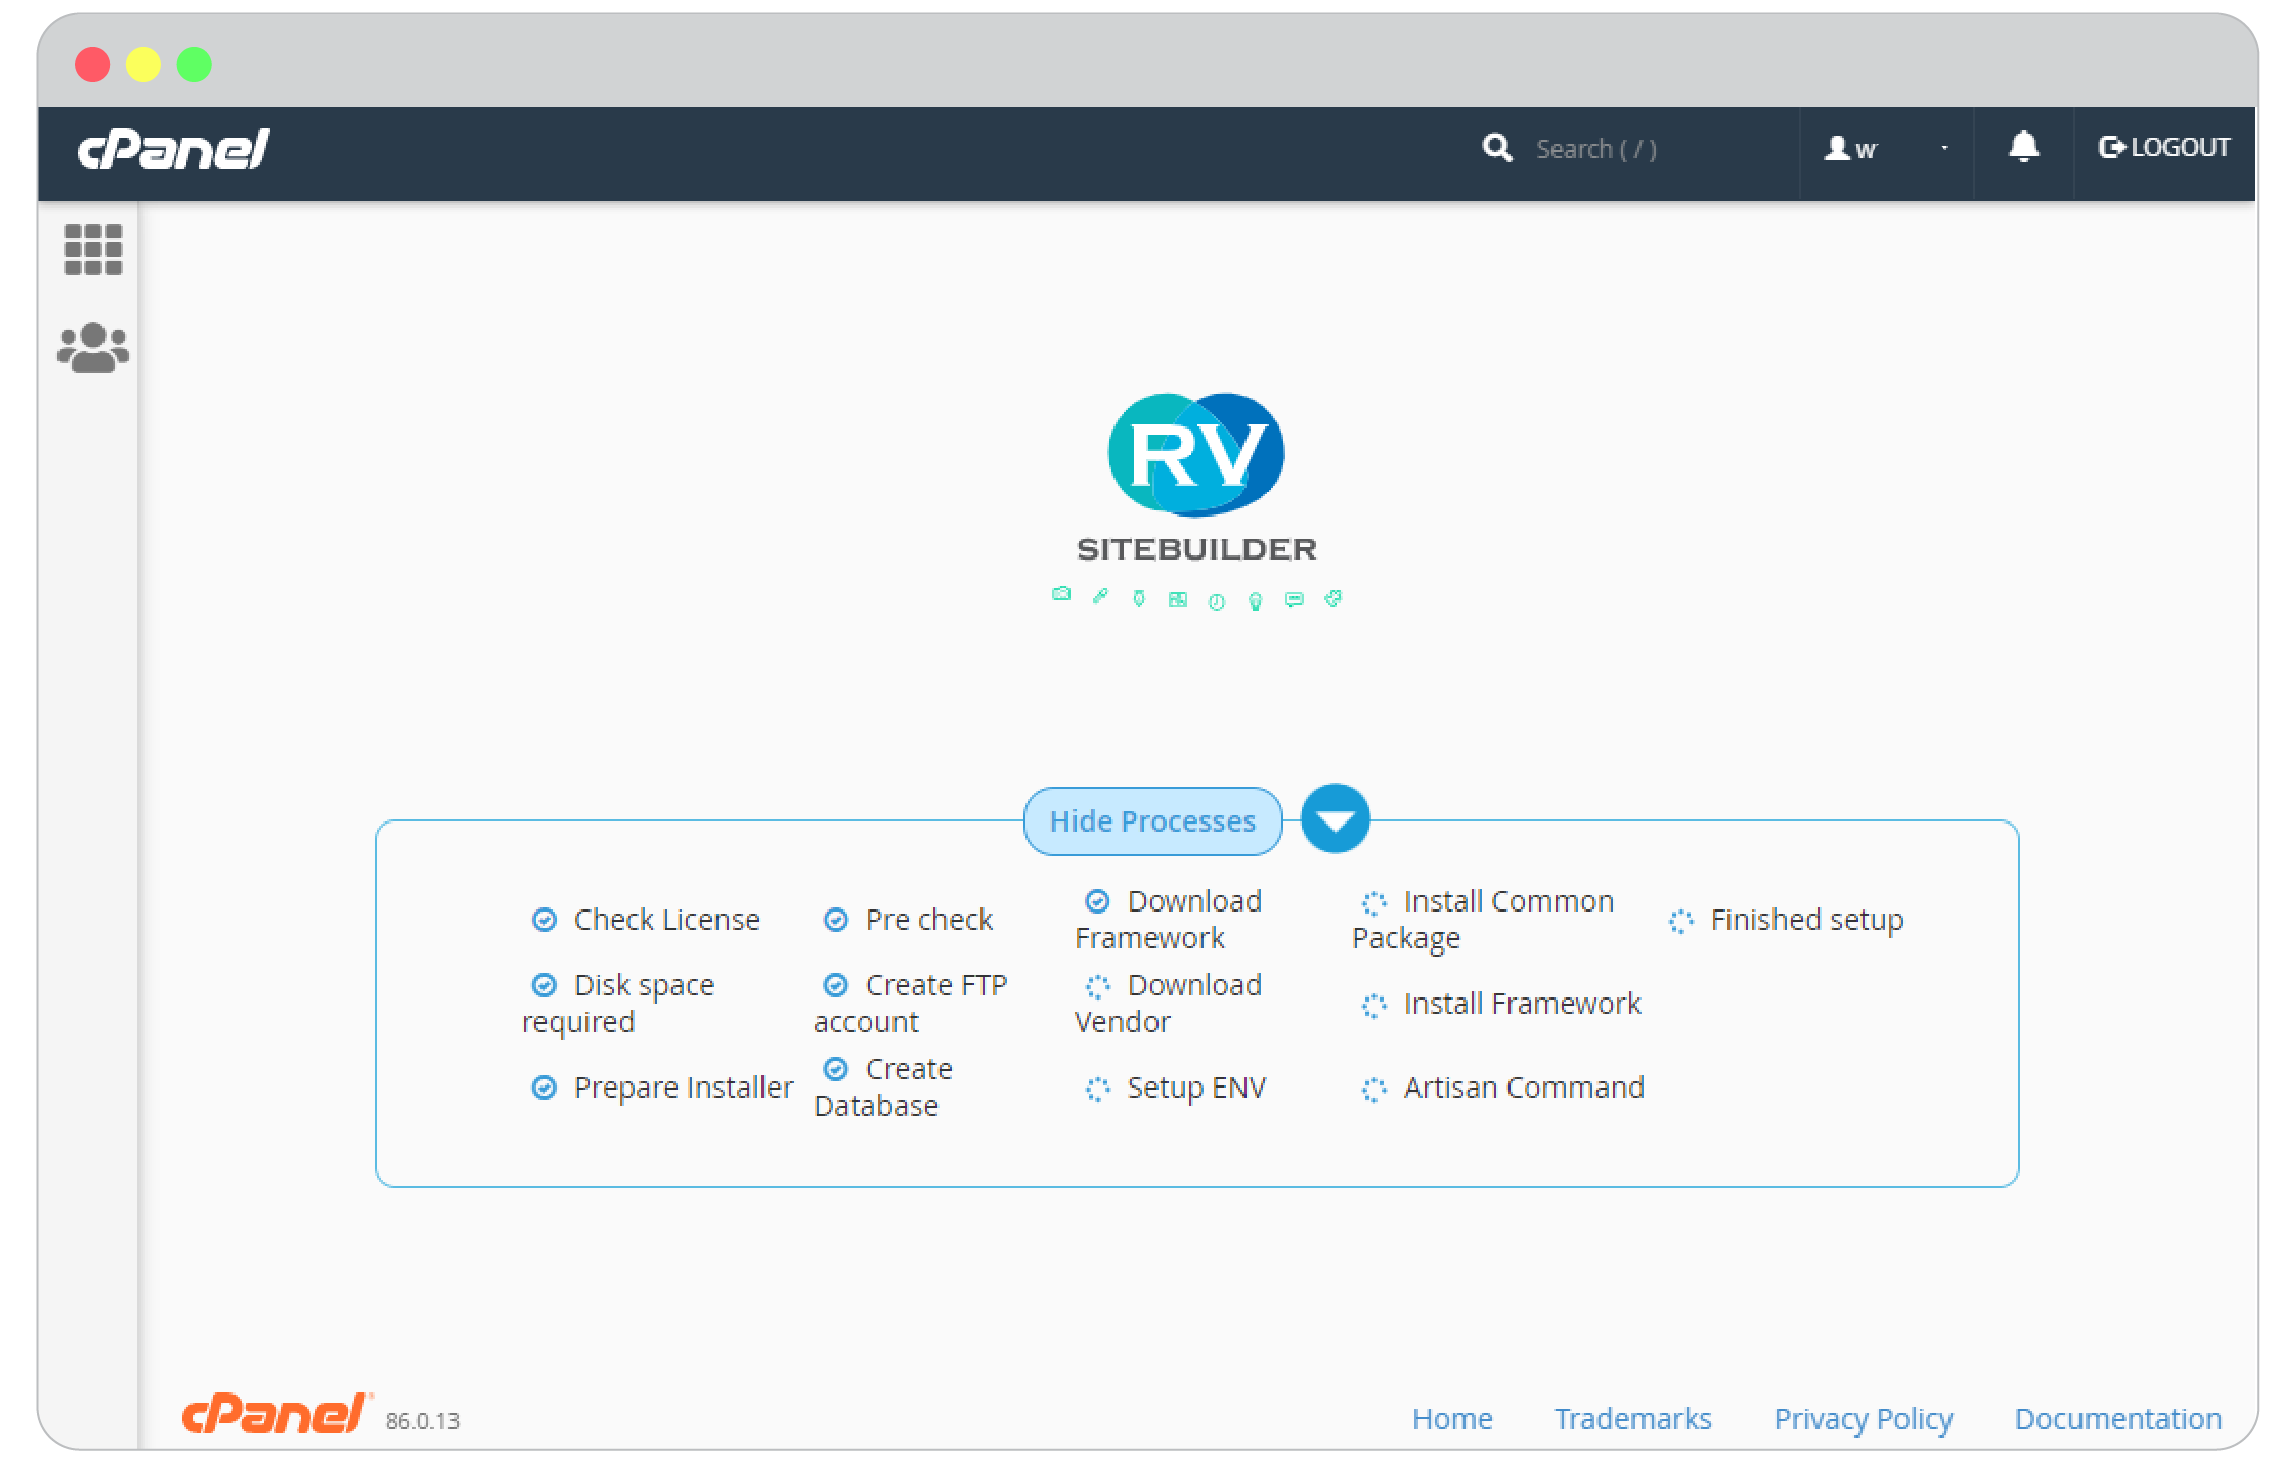 cPanel
Search ( / )
w
LOGOUT
RV
SITEBUILDER
Hide Processes
Check License
Pre check
Download
Framework
Install Common
Package
Finished setup
Disk space
required
Create FTP
account
Download
Vendor
Install Framework
Prepare Installer
Create
Database
Setup ENV
Artisan Command
cPanel 86.0.13
Home Trademarks Privacy Policy Documentation